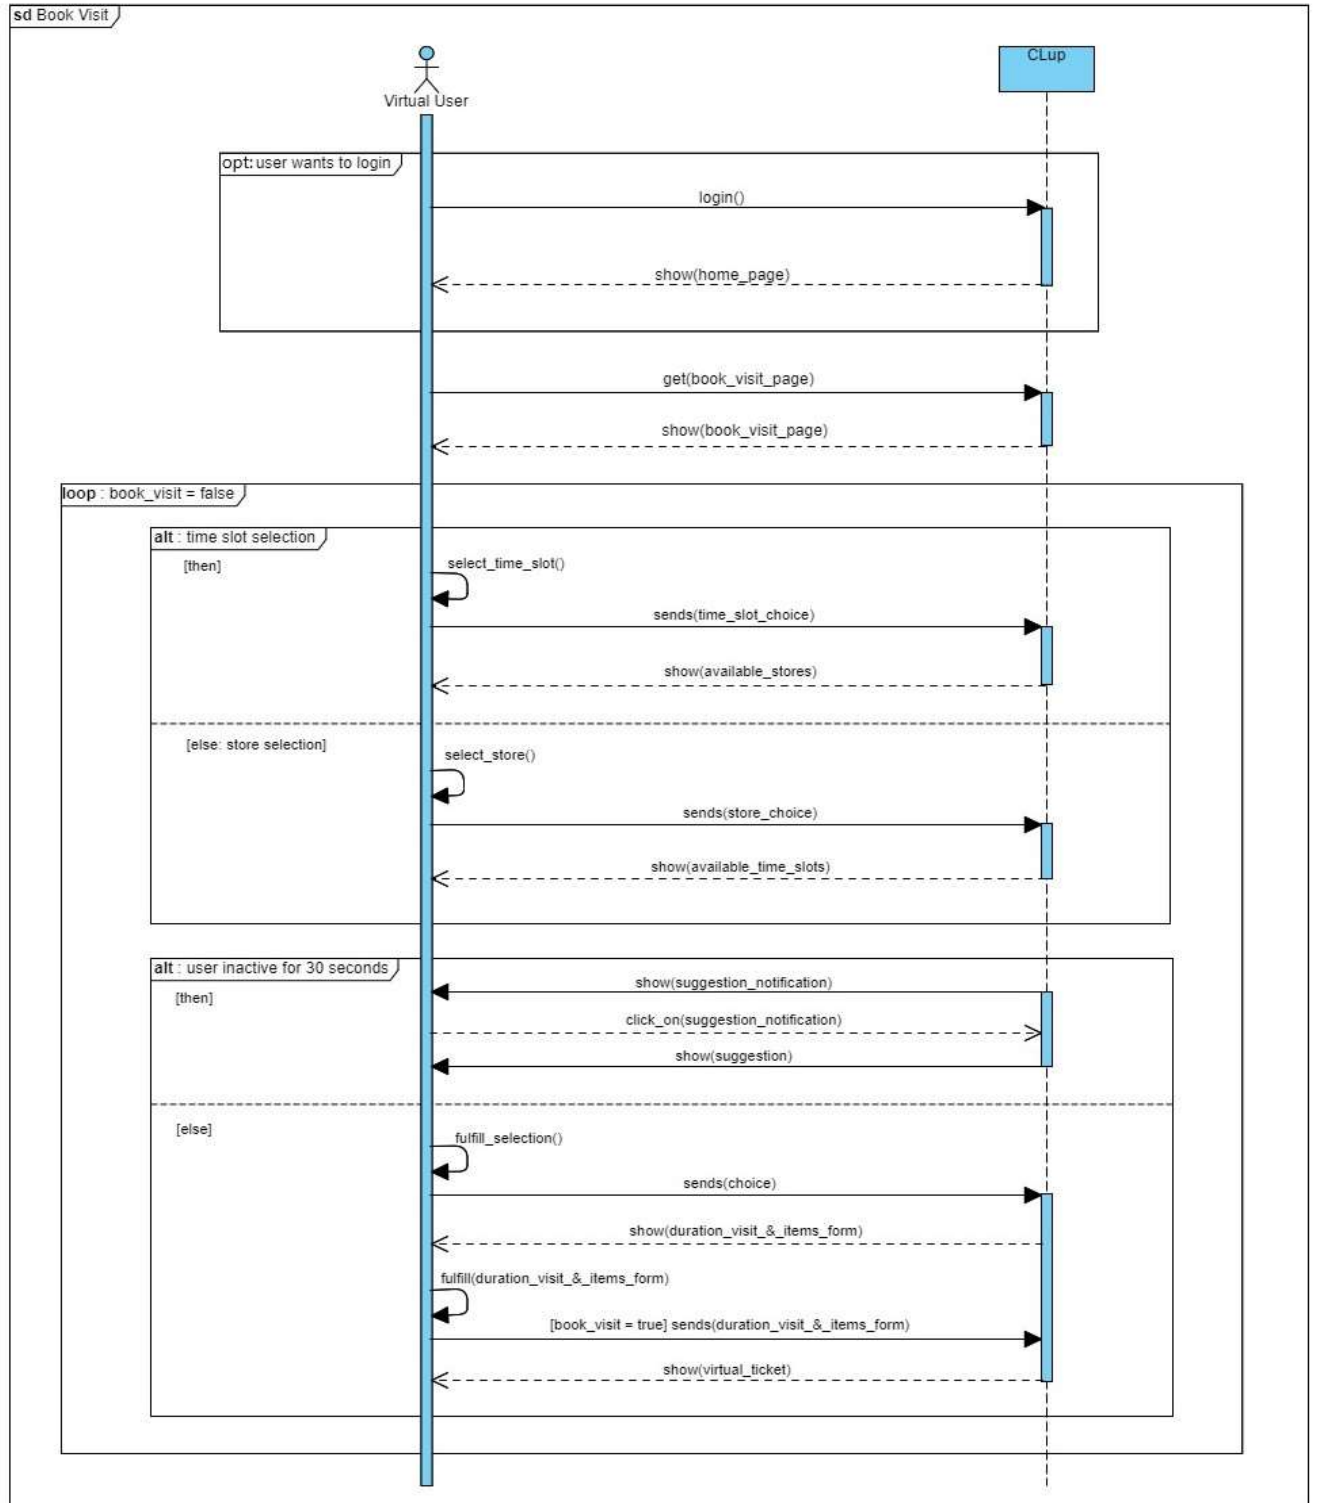 sd Book Visit
CLup
Virtual User
opt: user wants to login
login()
show(home_page)
get(book_visit_page)
show(book_visit_page)
loop : book_visit = false
alt : time slot selection
[then]
select_time_slot()
sends(time_slot_choice)
show(available_stores)
[else: store selection]
select_store()
sends(store_choice)
show(available_time_slots)
alt : user inactive for 30 seconds
show(suggestion_notification)
[then]
click_on(suggestion_notification)
show(suggestion)
[else]
fulfill_selection()
sends(choice)
show(duration_visit_&_items_form)
fulfill(duration_visit_&_items_form)
[book_visit = true] sends(duration_visit_&_items_form)
show(virtual_ticket)